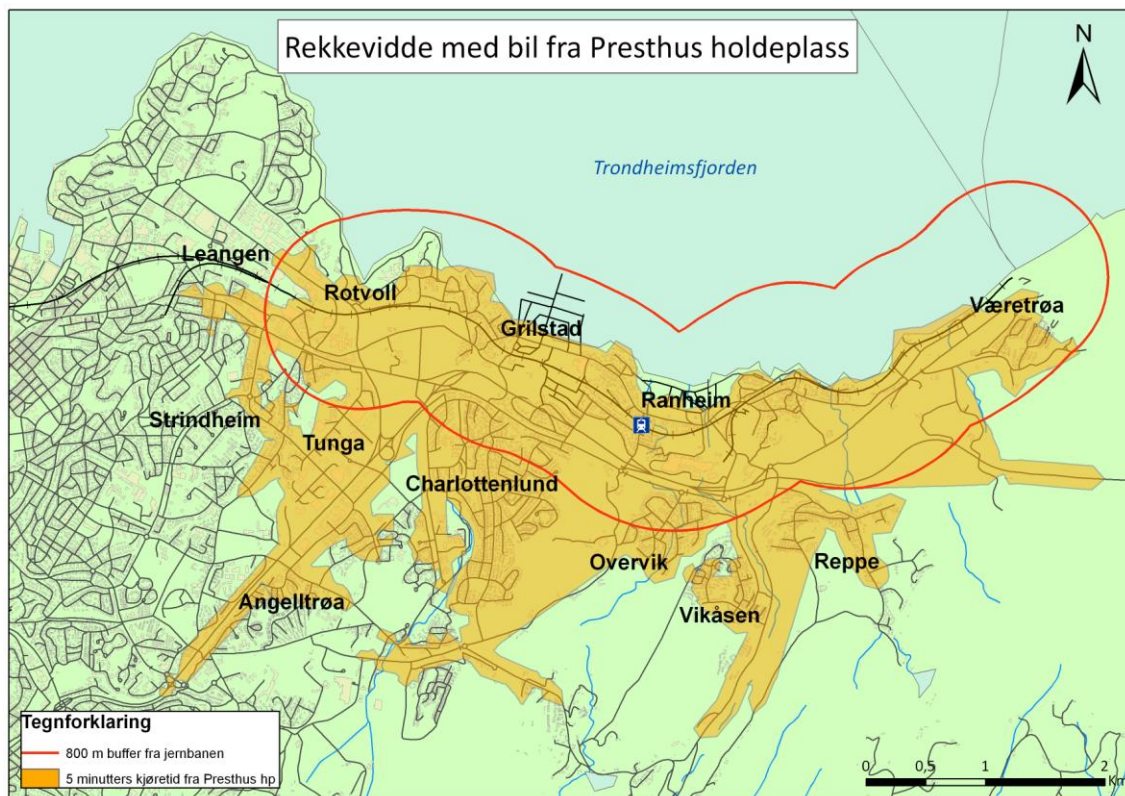 Rekkevidde med bil fra Presthus holdeplass
N
Trondheimsfjorden
Leangen
Rotvoll
Grilstad
Væretrøa
Ranheim
Strindheim
Tunga
Charlottenlund
Overvik
Reppe
Angelltrøa
Vikåsen
Tegnforklaring
800 m buffer fra jernbanen
5 minutters kjøretid fra Presthus hp
0 0,5 1 2
Km